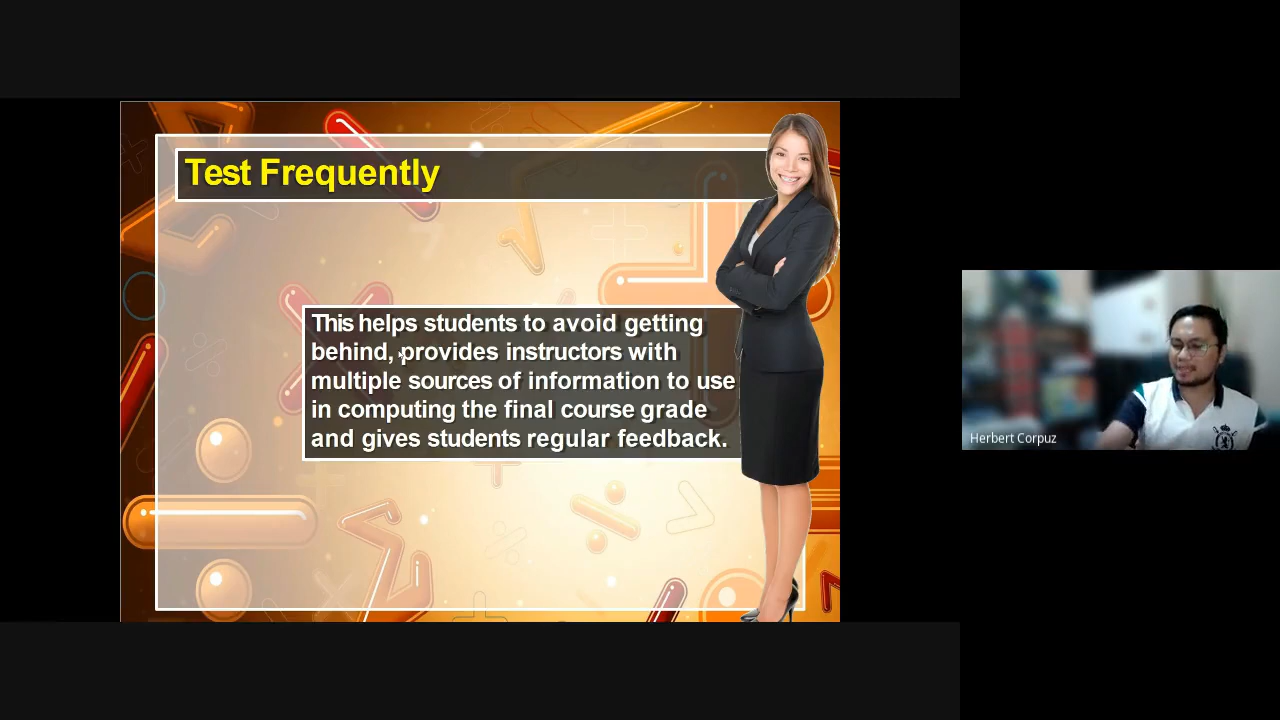 Test Frequently
This helps students to avoid getting
behind, provides instructors with
multiple sources of information to use
in computing the final course grade
and gives students regular feedback.
Herbert Corpuz